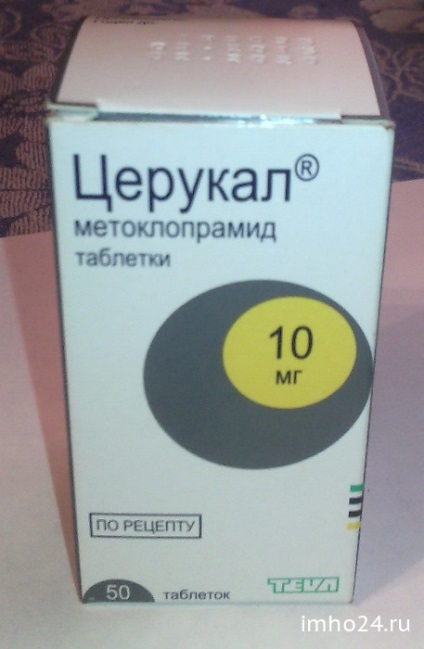 Церукал®
метоклопрамид
таблетки
10
мг
ПО РЕЦЕПТУ
50 таблеток
TEVA
imho24.ru